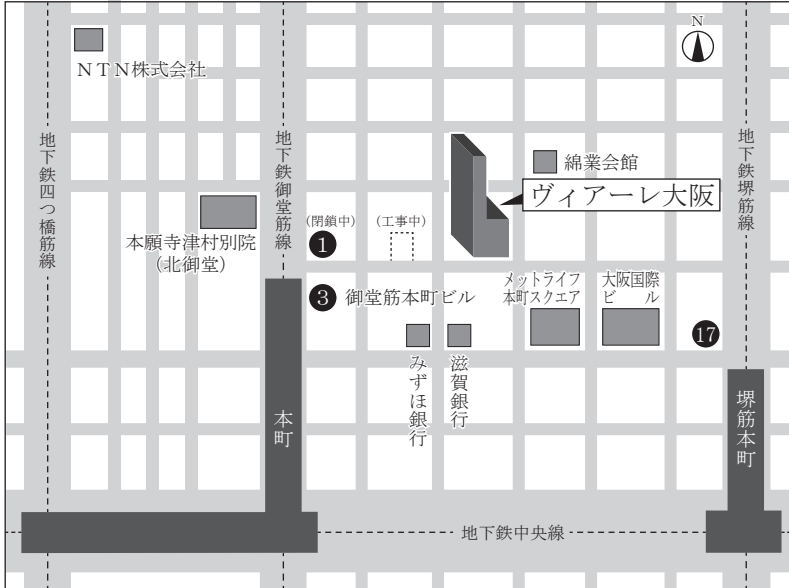 N
NTN株式会社
地下鉄四つ橋筋線
地下鉄御堂筋線
地下鉄堺筋線
綿業会館
ヴィアーレ大阪
本願寺津村別院
(北御堂)
(閉鎖中)
1
(工事中)
3
御堂筋本町ビル
メットライフ
本町スクエア
大阪国際
ビル
17
みずほ銀行
滋賀銀行
本町
堺筋本町
地下鉄中央線